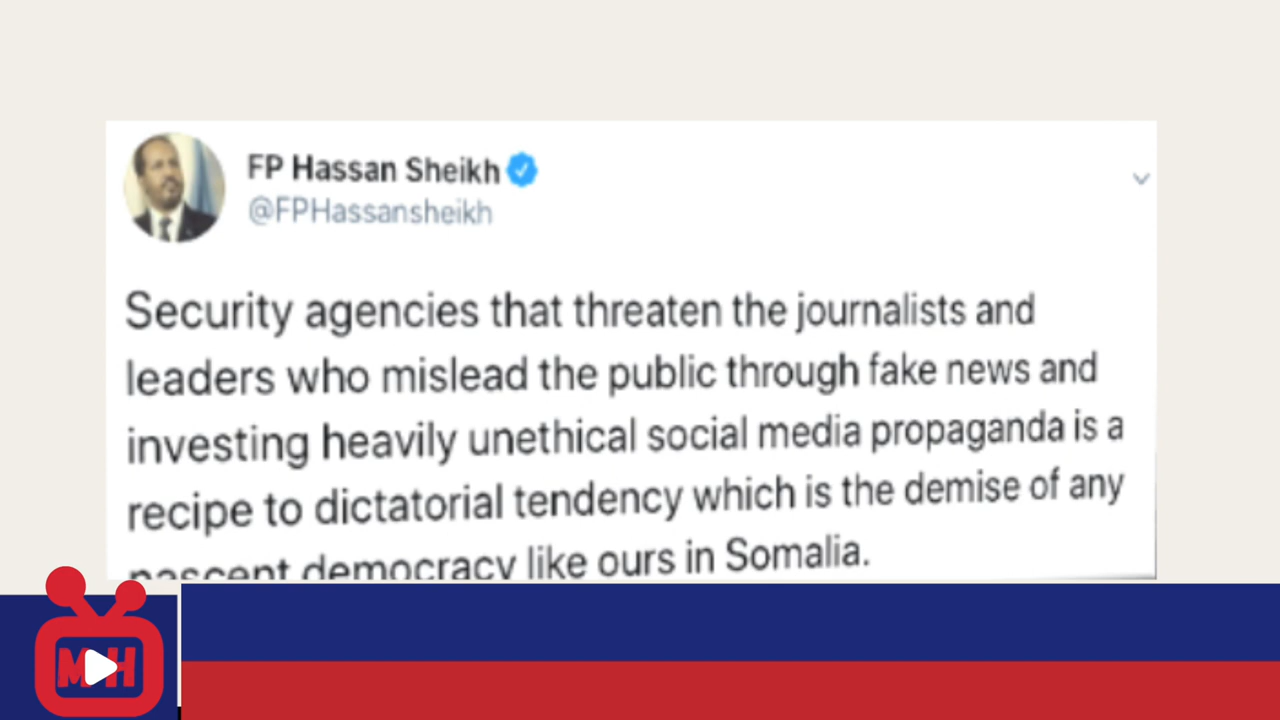 FP Hassan Sheikh
@FPHassansheikh
Security agencies that threaten the journalists and
leaders who mislead the public through fake news and
investing heavily unethical social media propaganda is a
recipe to dictatorial tendency which is the demise of any
nascent democracy like ours in Somalia.
MH